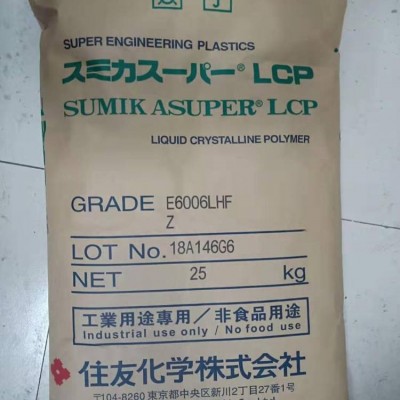 SUPER ENGINEERING PLASTICS
スミカスーパー® LCP
SUMIKASUPER® LCP
LIQUID CRYSTALLINE POLYMER
GRADE E6006LHF
Z
LOT No. 18A146G6
NET 25 kg
工業用途専用／非食品用途
Industrial use only / No food use
住友化学株式会社
104-8260 東京都中央区新川2丁目27番1号